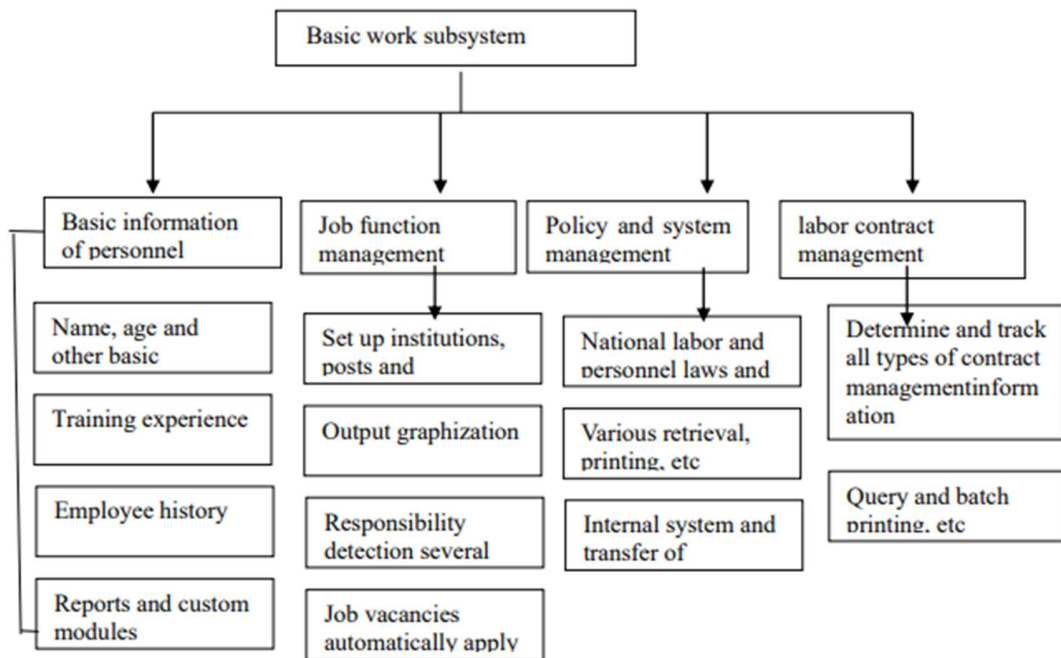 Basic work subsystem
Basic information
of personnel
Job function
management
Policy and system
management
labor contract
management
Name, age and
other basic
Training experience
Employee history
Reports and custom
modules
Set up institutions,
posts and
Output graphization
Responsibility
detection several
Job vacancies
automatically apply
National labor and
personnel laws and
Various retrieval,
printing, etc
Internal system and
transfer of
Determine and track
all types of contract
managementinform
ation
Query and batch
printing, etc